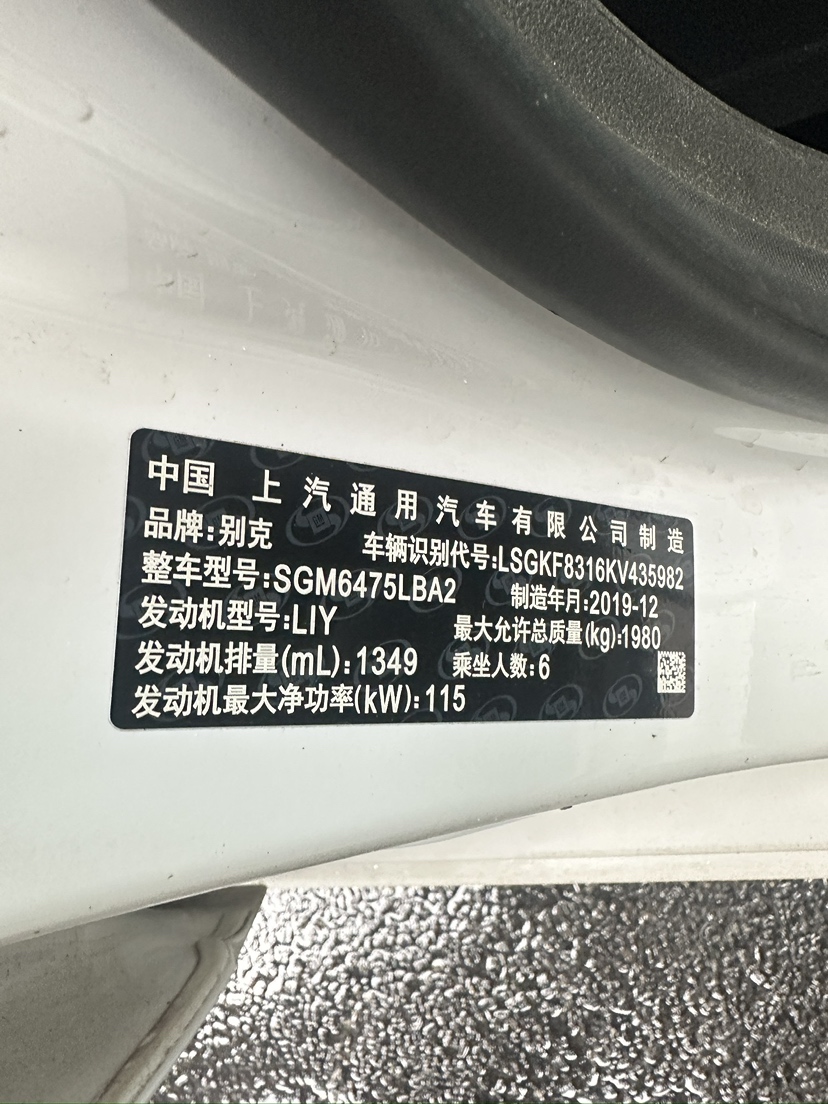 中国 上汽通用汽车有限公司制造
品牌:别克 车辆识别代号:LSGKF8316KV435982
整车型号:SGM6475LBA2 制造年月:2019-12
发动机型号:LIY 最大允许总质量(kg):1980
发动机排量(mL):1349 乘坐人数:6
发动机最大净功率(kW):115